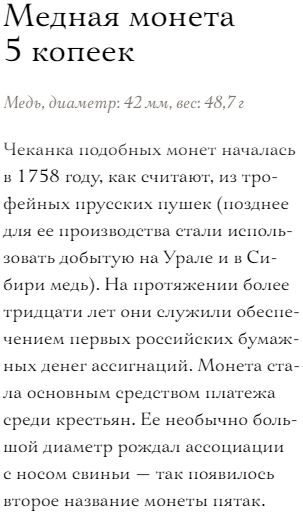 Медная монета
5 копеек
Медь, диаметр: 42 мм, вес: 48,7 г
Чеканка подобных монет началась
в 1758 году, как считают, из тро-
фейных прусских пушек (позднее
для ее производства стали исполь-
зовать добытую на Урале и в Си-
бири медь). На протяжении более
тридцати лет они служили обеспе-
чением первых российских бумаж-
ных денег ассигнаций. Монета ста-
ла основным средством платежа
среди крестьян. Ее необычно боль-
шой диаметр рождал ассоциации
с носом свиньи — так появилось
второе название монеты пятак.